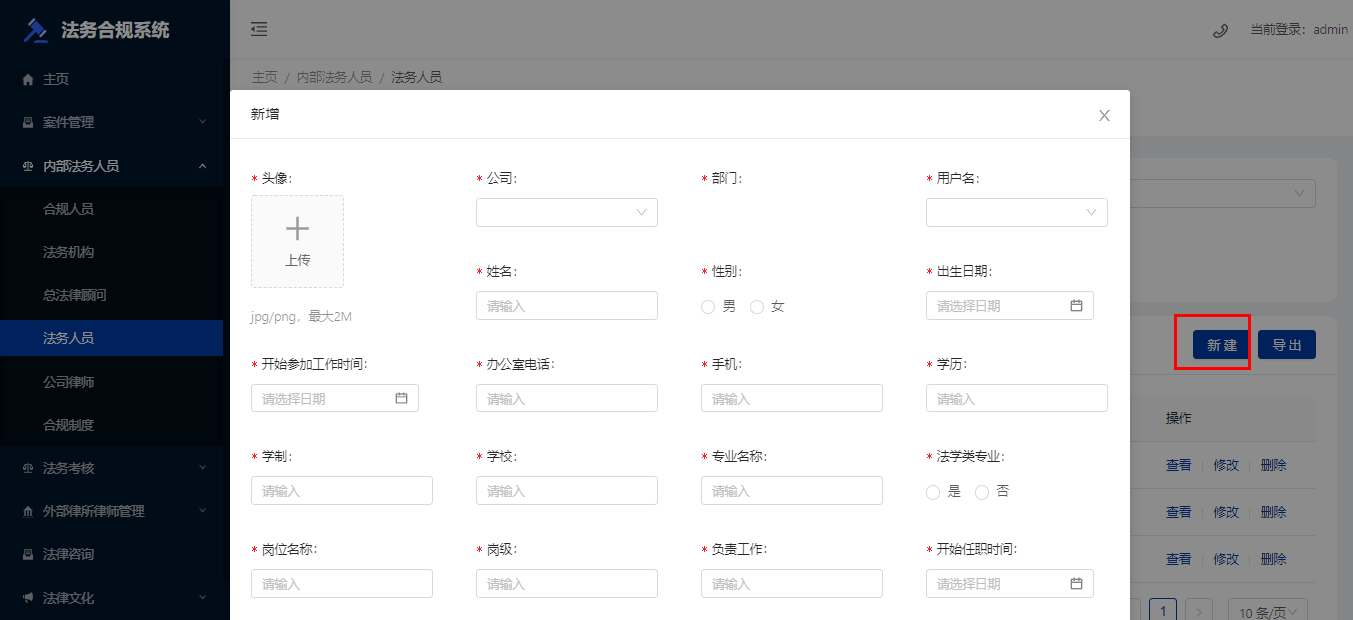 法务合规系统
当前登录：admin
主页
案件管理
内部法务人员
合规人员
法务机构
总法律顾问
法务人员
公司律师
合规制度
法务考核
外部律所律师管理
法律咨询
法律文化
主页 / 内部法务人员 / 法务人员
新增
* 头像: * 公司: * 部门: * 用户名:
上传
jpg/png，最大2M
* 姓名: * 性别: * 出生日期:
请输入 男 女 请选择日期
* 开始参加工作时间: * 办公室电话: * 手机: * 学历:
请选择日期 请输入 请输入 请输入
* 学制: * 学校: * 专业名称: * 法学类专业:
请输入 请输入 请输入 是 否
* 岗位名称: * 岗级: * 负责工作: * 开始任职时间:
请输入 请输入 请输入 请选择日期
新建 导出
操作
查看 修改 删除
查看 修改 删除
查看 修改 删除
1 10 条/页